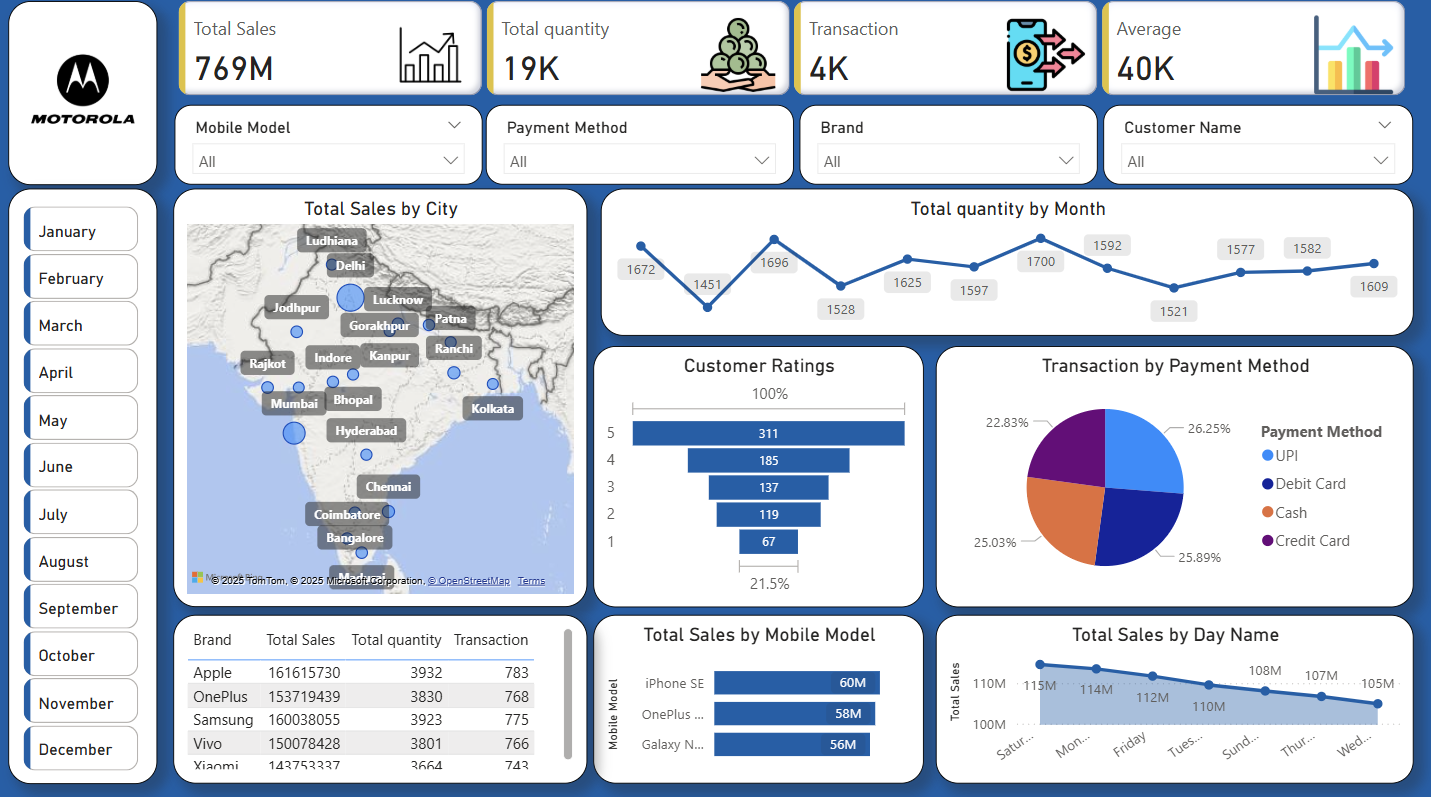 MOTOROLA
Total Sales
769M
Total quantity
19K
Transaction
4K
Average
40K
Mobile Model
All
Payment Method
All
Brand
All
Customer Name
All
January
February
March
April
May
June
July
August
September
October
November
December
Total Sales by City
Ludhiana
Delhi
Lucknow
Jodhpur
Gorakhpur
Patna
Ranchi
Rajkot
Indore
Kanpur
Mumbai
Bhopal
Kolkata
Hyderabad
Chennai
Coimbatore
Bangalore
© 2025 TomTom, © 2025 Microsoft Corporation, © OpenStreetMap Terms
Total quantity by Month
1672
1451
1696
1528
1625
1597
1700
1592
1521
1577
1582
1609
Customer Ratings
100%
5 311
4 185
3 137
2 119
1 67
21.5%
Transaction by Payment Method
22.83%
26.25%
25.03%
25.89%
Payment Method
UPI
Debit Card
Cash
Credit Card
Brand Total Sales Total quantity Transaction
Apple 161615730 3932 783
OnePlus 153719439 3830 768
Samsung 160038055 3923 775
Vivo 150078428 3801 766
Xiaomi 143753337 3664 743
Total Sales by Mobile Model
Mobile Model
iPhone SE 60M
OnePlus ... 58M
Galaxy N... 56M
Total Sales by Day Name
Total Sales
110M
100M
115M
114M
112M
110M
108M
107M
105M
Satur...
Mon...
Friday
Tues...
Sund...
Thur...
Wed...